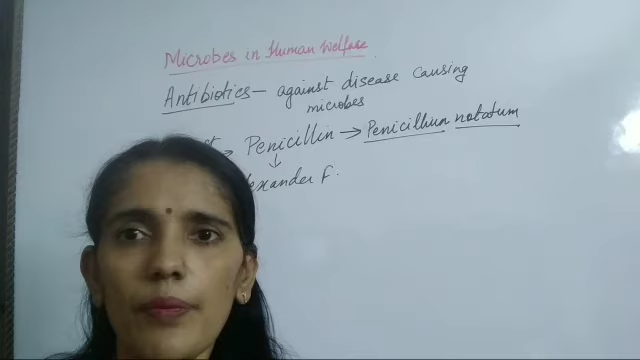 Microbes in Human Welfare
Antibiotics — against disease causing
microbes
→ Penicillin → Penicillium notatum
↓
exander F.